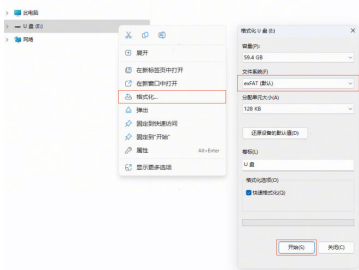 此电脑
U 盘 (E:)
网络
展开
在新标签页中打开
在新窗口中打开
格式化...
弹出
固定到快速访问
固定到"开始"
属性 Alt+Enter
显示更多选项
格式化 U 盘 (E:)
容量(P):
59.4 GB
文件系统(F)
exFAT (默认)
分配单元大小(A)
128 KB
还原设备的默认值(D)
卷标(L)
U 盘
格式化选项(O)
快速格式化(Q)
开始(S)
关闭(C)